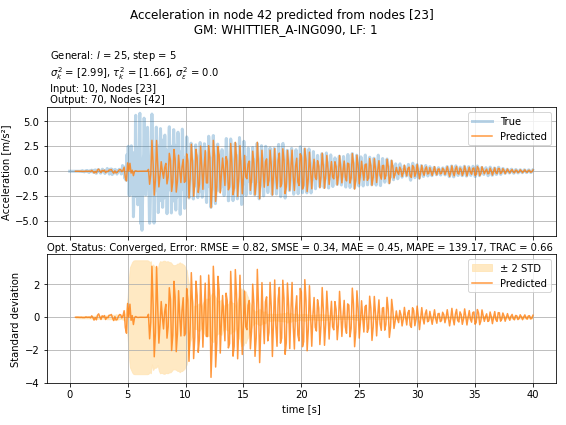 Acceleration in node 42 predicted from nodes [23]
GM: WHITTIER_A-ING090, LF: 1
General: l = 25, step = 5
σ²ₖ = [2.99], τ²ₖ = [1.66], σ²ε = 0.0
Input: 10, Nodes [23]
Output: 70, Nodes [42]
Acceleration [m/s²]
5.0
2.5
0.0
−2.5
−5.0
True
Predicted
Opt. Status: Converged, Error: RMSE = 0.82, SMSE = 0.34, MAE = 0.45, MAPE = 139.17, TRAC = 0.66
Standard deviation
2
0
−2
−4
± 2 STD
Predicted
0 5 10 15 20 25 30 35 40
time [s]